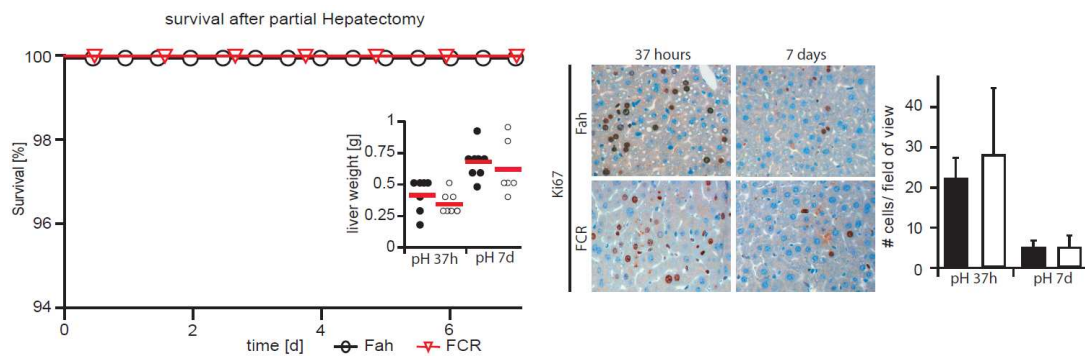 survival after partial Hepatectomy
Survival [%]
100
98
96
94
0
2
4
6
time [d]
Fah
FCR
liver weight [g]
1
0.75
0.5
0.25
0
pH 37h
pH 7d
37 hours
7 days
Ki67
Fah
FCR
# cells/ field of view
40
30
20
10
0
pH 37h
pH 7d